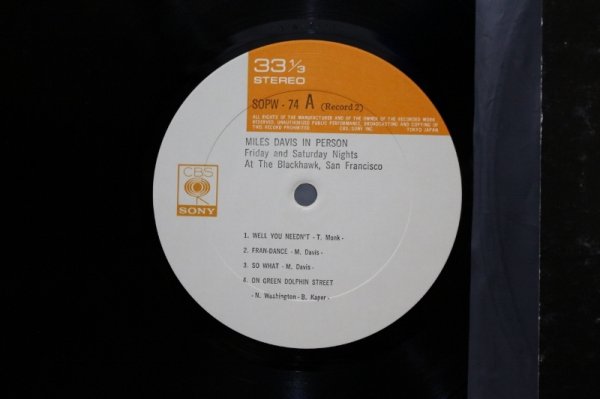 33 1/3
STEREO
SOPW - 74 A (Record 2)
ALL RIGHTS OF THE MANUFACTURER AND OF THE OWNER OF THE RECORDED WORK
RESERVED. UNAUTHORIZED PUBLIC PERFORMANCE, BROADCASTING AND COPYING OF
THIS RECORD PROHIBITED CBS SONY INC. TOKYO JAPAN
MILES DAVIS IN PERSON
Friday and Saturday Nights
At The Blackhawk, San Francisco
CBS
SONY
1. WELL YOU NEEDN'T - T. Monk -
2. FRAN-DANCE - M. Davis -
3. SO WHAT - M. Davis -
4. ON GREEN DOLPHIN STREET
- N. Washington - B. Kaper -